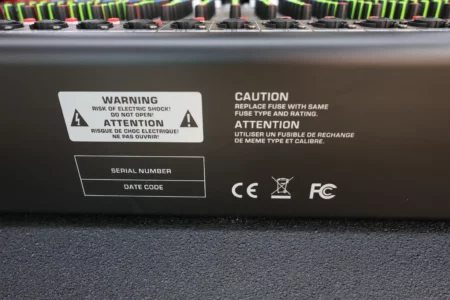 WARNING
RISK OF ELECTRIC SHOCK!
DO NOT OPEN!
ATTENTION
RISQUE DE CHOC ELECTRIQUE!
NE PAS OUVRIR!
CAUTION
REPLACE FUSE WITH SAME
FUSE TYPE AND RATING.
ATTENTION
UTILISER UN FUSIBLE DE RECHANGE
DE MEME TYPE ET CALIBRE.
SERIAL NUMBER
DATE CODE
CE FC